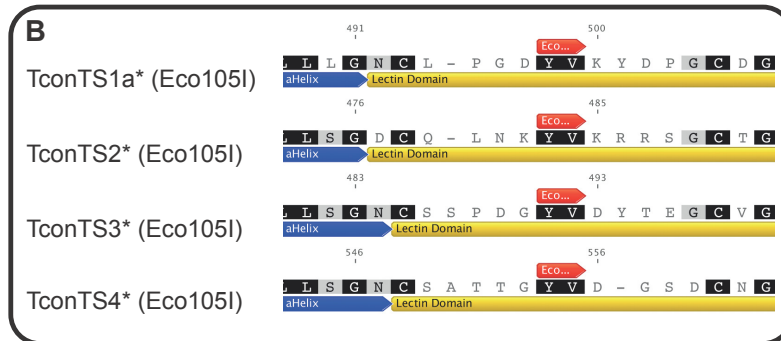 B
491 500
Eco...
L L L G N C L - P G D Y V K Y D P G C D G
TconTS1a* (Eco105I)
aHelix Lectin Domain
476 485
Eco...
L L S G D C Q - L N K Y V K R R S G C T G
TconTS2* (Eco105I)
aHelix Lectin Domain
483 493
Eco...
L L S G N C S S P D G Y V D Y T E G C V G
TconTS3* (Eco105I)
aHelix Lectin Domain
546 556
Eco...
L L S G N C S A T T G Y V D - G S D C N G
TconTS4* (Eco105I)
aHelix Lectin Domain